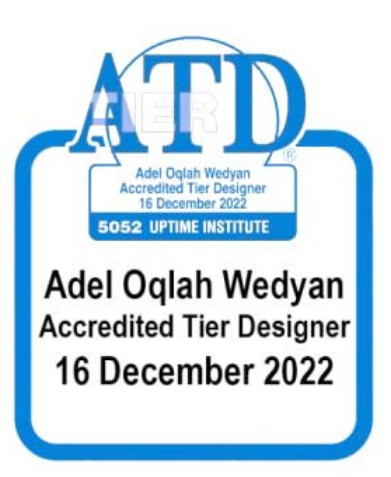 ATD
TIER
®
Adel Oqlah Wedyan
Accredited Tier Designer
16 December 2022
5052 UPTIME INSTITUTE
Adel Oqlah Wedyan
Accredited Tier Designer
16 December 2022